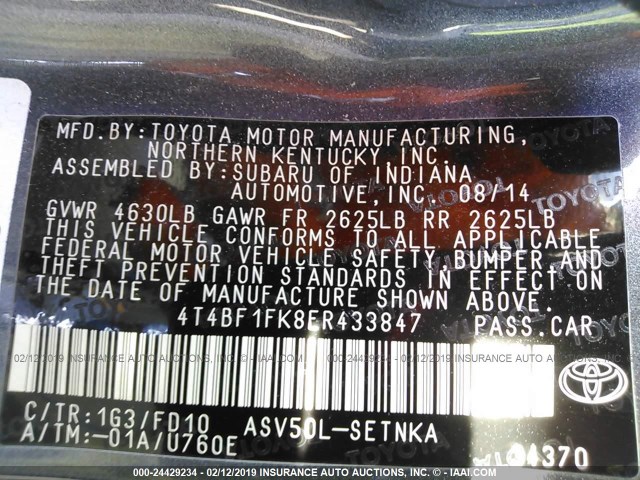 MFD.BY:TOYOTA MOTOR MANUFACTURING,
NORTHERN KENTUCKY INC.
ASSEMBLED BY:SUBARU OF INDIANA
AUTOMOTIVE,INC. 08/14
GVWR 4630LB GAWR FR 2625LB RR 2625LB
THIS VEHICLE CONFORMS TO ALL APPLICABLE
FEDERAL MOTOR VEHICLE SAFETY,BUMPER,AND
THEFT PREVENTION STANDARDS IN EFFECT ON
THE DATE OF MANUFACTURE SHOWN ABOVE.
4T4BF1FK8ER433847 PASS.CAR
C/TR:1G3/FD10 ASV50L-SETNKA
A/TM:-01A/U760E 04370
TOYOTA
000-24429234 - 02/12/2019 - INSURANCE AUTO AUCTIONS - © - IAAI.COM